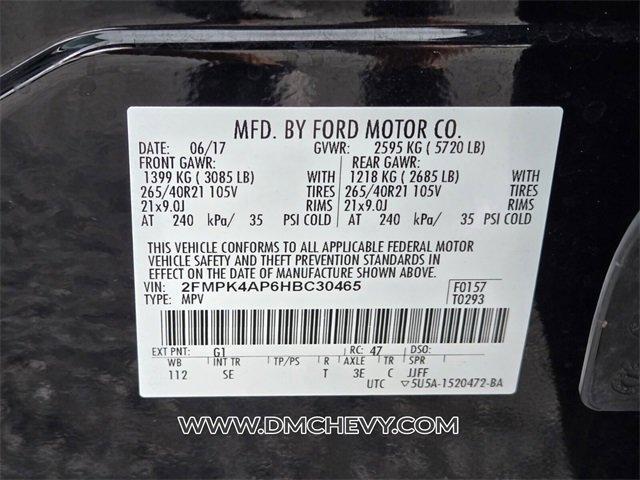 MFD. BY FORD MOTOR CO.
DATE: 06/17 GVWR: 2595 KG ( 5720 LB)
FRONT GAWR: REAR GAWR:
1399 KG ( 3085 LB) WITH 1218 KG ( 2685 LB) WITH
265/40R21 105V TIRES 265/40R21 105V TIRES
21x9.0J RIMS 21x9.0J RIMS
AT 240 kPa/ 35 PSI COLD AT 240 kPa/ 35 PSI COLD
THIS VEHICLE CONFORMS TO ALL APPLICABLE FEDERAL MOTOR
VEHICLE SAFETY AND THEFT PREVENTION STANDARDS IN
EFFECT ON THE DATE OF MANUFACTURE SHOWN ABOVE.
VIN: 2FMPK4AP6HBC30465 F0157
TYPE: MPV T0293
EXT PNT: G1 RC: 47 DSO:
WB INT TR TP/PS R AXLE TR SPR
112 SE T 3E C JJFF
UTC 5U5A-1520472-BA
WWW.DMCHEVY.COM